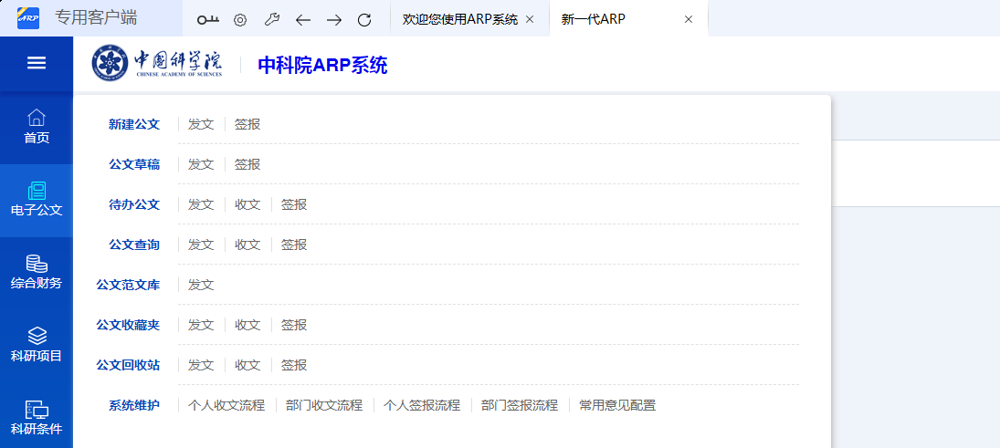 ARP 专用客户端 欢迎您使用ARP系统 新一代ARP
中国科学院 CHINESE ACADEMY OF SCIENCES 中科院ARP系统
首页
电子公文
综合财务
科研项目
科研条件
新建公文 发文 签报
公文草稿 发文 签报
待办公文 发文 收文 签报
公文查询 发文 收文 签报
公文范文库 发文
公文收藏夹 发文 收文 签报
公文回收站 发文 收文 签报
系统维护 个人收文流程 部门收文流程 个人签报流程 部门签报流程 常用意见配置